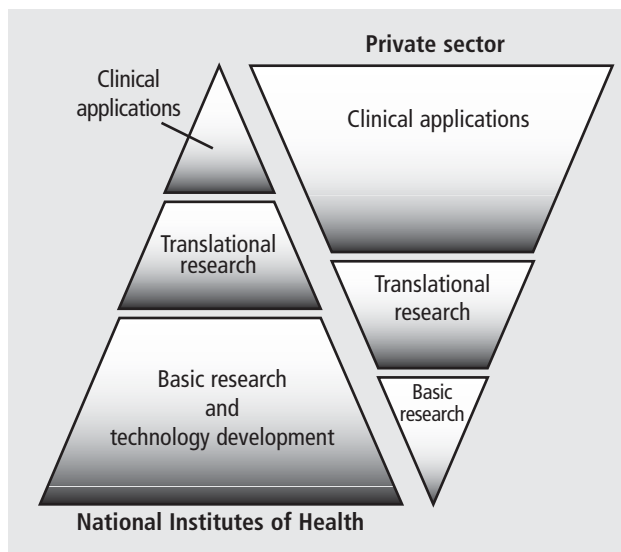 Private sector
Clinical
applications
Clinical applications
Translational
research
Translational
research
Basic research
and
technology development
Basic
research
National Institutes of Health